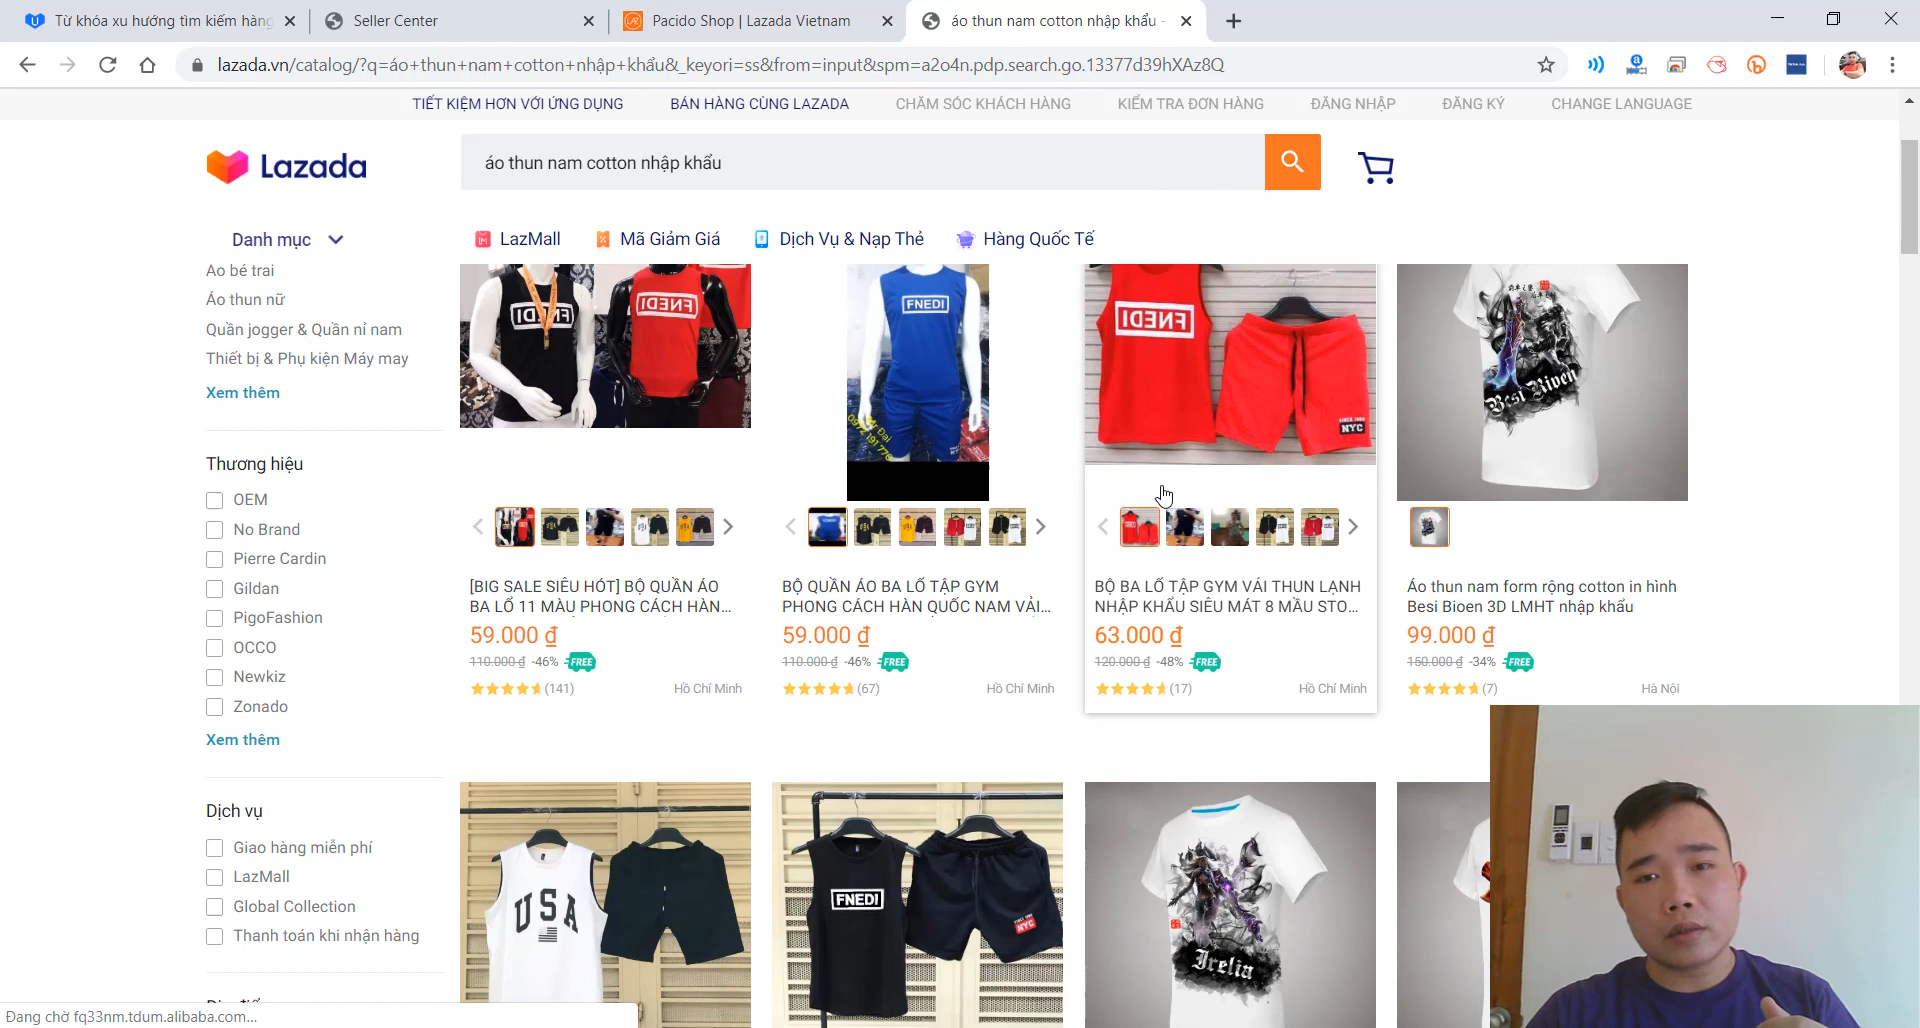 Từ khóa xu hướng tìm kiếm hàng
Seller Center
Pacido Shop | Lazada Vietnam
áo thun nam cotton nhập khẩu -
lazada.vn/catalog/?q=áo+thun+nam+cotton+nhập+khẩu&_keyori=ss&from=input&spm=a2o4n.pdp.search.go.13377d39hXAz8Q
TIẾT KIỆM HƠN VỚI ỨNG DỤNG
BÁN HÀNG CÙNG LAZADA
CHĂM SÓC KHÁCH HÀNG
KIỂM TRA ĐƠN HÀNG
ĐĂNG NHẬP
ĐĂNG KÝ
CHANGE LANGUAGE
Lazada
áo thun nam cotton nhập khẩu
Danh mục
LazMall
Mã Giảm Giá
Dịch Vụ & Nạp Thẻ
Hàng Quốc Tế
Ao bé trai
Áo thun nữ
Quần jogger & Quần nỉ nam
Thiết bị & Phụ kiện Máy may
Xem thêm
Thương hiệu
OEM
No Brand
Pierre Cardin
Gildan
PigoFashion
OCCO
Newkiz
Zonado
Xem thêm
Dịch vụ
Giao hàng miễn phí
LazMall
Global Collection
Thanh toán khi nhận hàng
FNEDI
FNEDI
FNEDI
0972 191 776
FNEDI
NYC
Besi Riven
[BIG SALE SIÊU HÓT] BỘ QUẦN ÁO
BA LỔ 11 MÀU PHONG CÁCH HÀN...
59.000 ₫
110.000 ₫ -46% FREE
(141) Hồ Chí Minh
BỘ QUẦN ÁO BA LỖ TẬP GYM
PHONG CÁCH HÀN QUỐC NAM VẢI...
59.000 ₫
110.000 ₫ -46% FREE
(67) Hồ Chí Minh
BỘ BA LỖ TẬP GYM VẢI THUN LẠNH
NHẬP KHẨU SIÊU MÁT 8 MẦU STO...
63.000 ₫
120.000 ₫ -48% FREE
(17) Hồ Chí Minh
Áo thun nam form rộng cotton in hình
Besi Bioen 3D LMHT nhập khẩu
99.000 ₫
150.000 ₫ -34% FREE
(7) Hà Nội
USA
FNEDI
NYC
Irelia
Đang chờ fq33nm.tdum.alibaba.com...